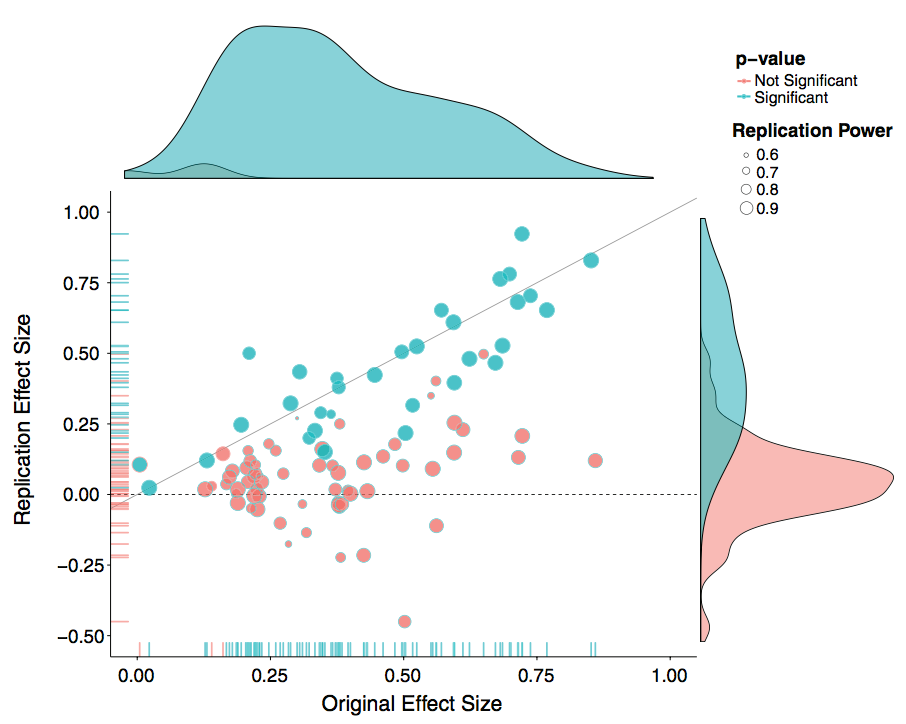 p−value
Not Significant
Significant
Replication Power
0.6
0.7
0.8
0.9
1.00
0.75
0.50
0.25
0.00
−0.25
−0.50
Replication Effect Size
0.00 0.25 0.50 0.75 1.00
Original Effect Size